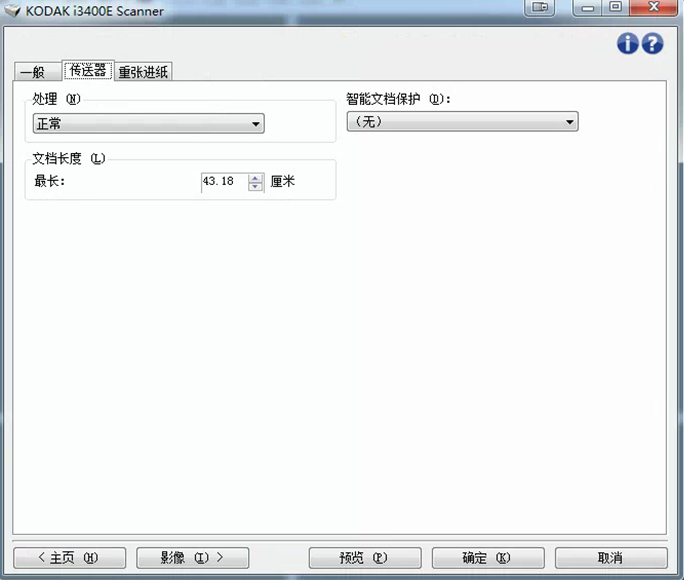 KODAK i3400E Scanner
一般 传送器 重张进纸
处理 (N) 智能文档保护 (D):
正常 (无)
文档长度 (L)
最长: 43.18 厘米
< 主页 (H) 影像 (I) > 预览 (P) 确定 (K) 取消